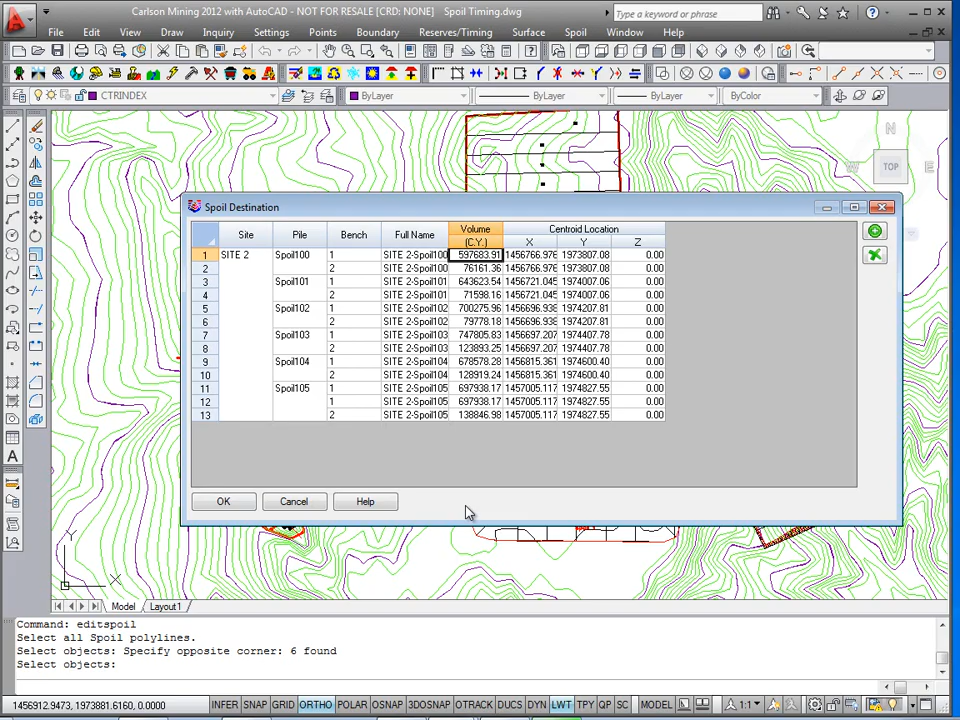 Carlson Mining 2012 with AutoCAD - NOT FOR RESALE [CRD: NONE] Spoil Timing.dwg
Type a keyword or phrase
File Edit View Draw Inquiry Settings Points Display Boundary Reserves/Timing Surface Spoil Window Help
CTRINDEX ByLayer ByLayer ByLayer ByColor
N
W TOP E
Spoil Destination
Site Pile Bench Full Name Volume (C.Y.) Centroid Location
X Y Z
1 SITE 2 Spoil100 1 SITE 2-Spoil100 597683.91 1456766.976 1973807.08 0.00
2 2 SITE 2-Spoil100 76161.36 1456766.976 1973807.08 0.00
3 Spoil101 1 SITE 2-Spoil101 643623.54 1456721.045 1974007.06 0.00
4 2 SITE 2-Spoil101 71598.16 1456721.045 1974007.06 0.00
5 Spoil102 1 SITE 2-Spoil102 700275.96 1456696.938 1974207.81 0.00
6 2 SITE 2-Spoil102 79778.18 1456696.938 1974207.81 0.00
7 Spoil103 1 SITE 2-Spoil103 747805.83 1456697.207 1974407.78 0.00
8 2 SITE 2-Spoil103 123893.25 1456697.207 1974407.78 0.00
9 Spoil104 1 SITE 2-Spoil104 678578.28 1456815.361 1974600.40 0.00
10 2 SITE 2-Spoil104 128919.24 1456815.361 1974600.40 0.00
11 Spoil105 1 SITE 2-Spoil105 697938.17 1457005.117 1974827.55 0.00
12 1 SITE 2-Spoil105 697938.17 1457005.117 1974827.55 0.00
13 2 SITE 2-Spoil105 138846.98 1457005.117 1974827.55 0.00
OK Cancel Help
Y
X
Model Layout1
Command: editspoil
Select all Spoil polylines.
Select objects: Specify opposite corner: 6 found
Select objects:
1456912.9473, 1973881.6160, 0.0000 INFER SNAP GRID ORTHO POLAR OSNAP 3DOSNAP OTRACK DUCS DYN LWT TPY QP SC MODEL 1:1